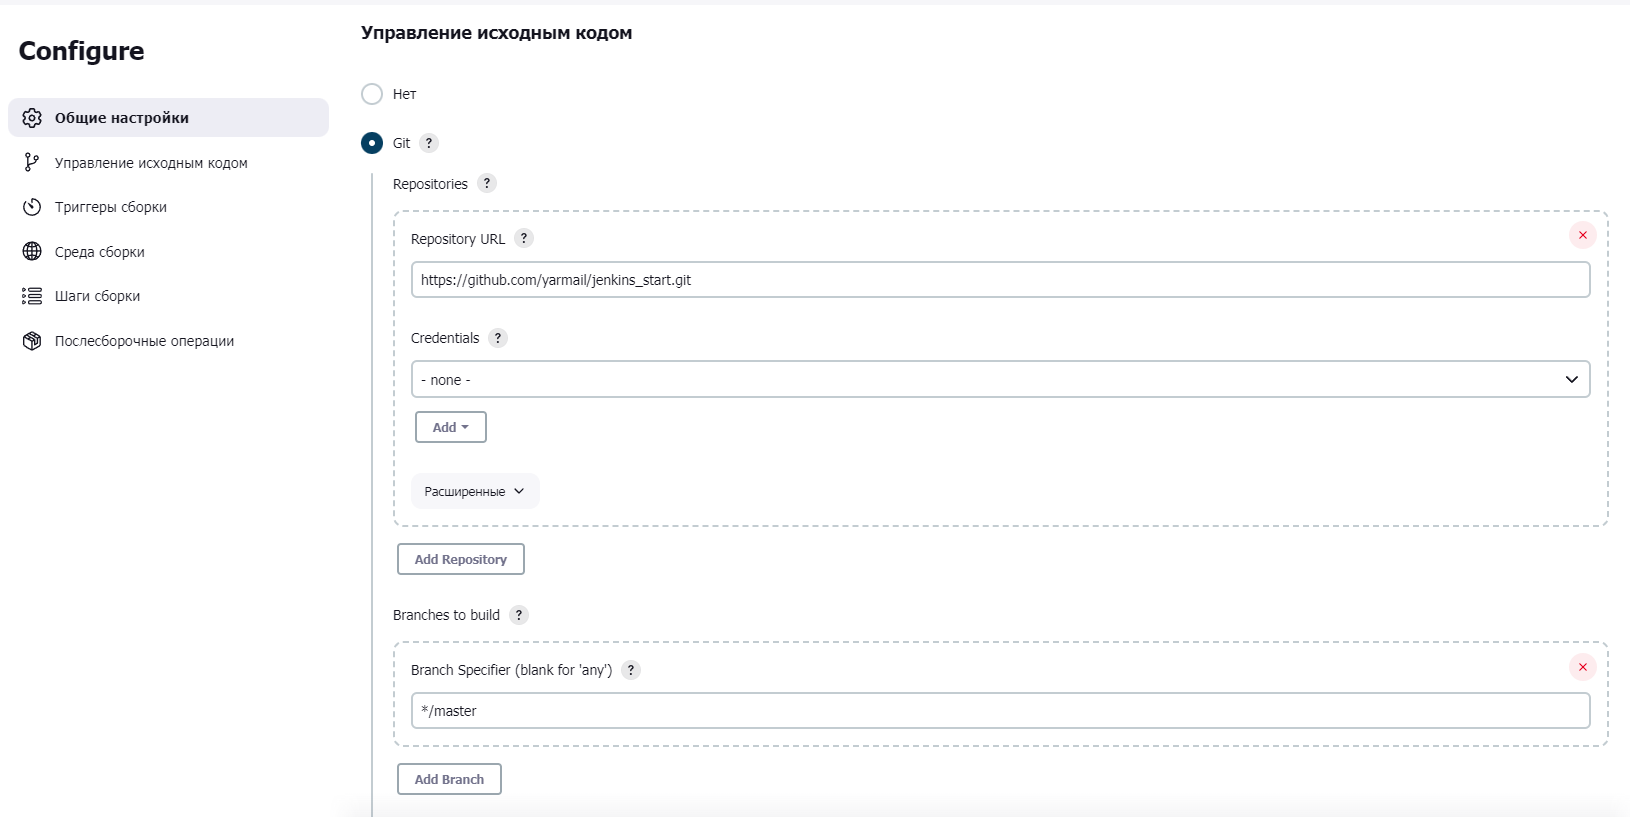 Configure
Общие настройки
Управление исходным кодом
Триггеры сборки
Среда сборки
Шаги сборки
Послесборочные операции
Управление исходным кодом
Нет
Git ?
Repositories ?
Repository URL ?
https://github.com/yarmail/jenkins_start.git
Credentials ?
- none -
Add
Расширенные
Add Repository
Branches to build ?
Branch Specifier (blank for 'any') ?
*/master
Add Branch